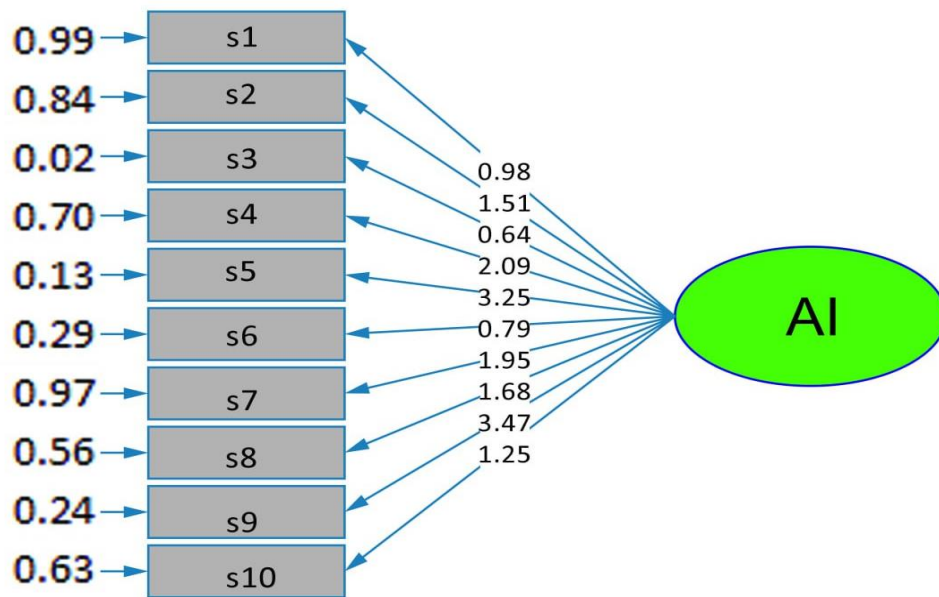 0.99 s1
0.84 s2
0.02 s3
0.70 s4
0.13 s5
0.29 s6
0.97 s7
0.56 s8
0.24 s9
0.63 s10
0.98
1.51
0.64
2.09
3.25
0.79
1.95
1.68
3.47
1.25
AI